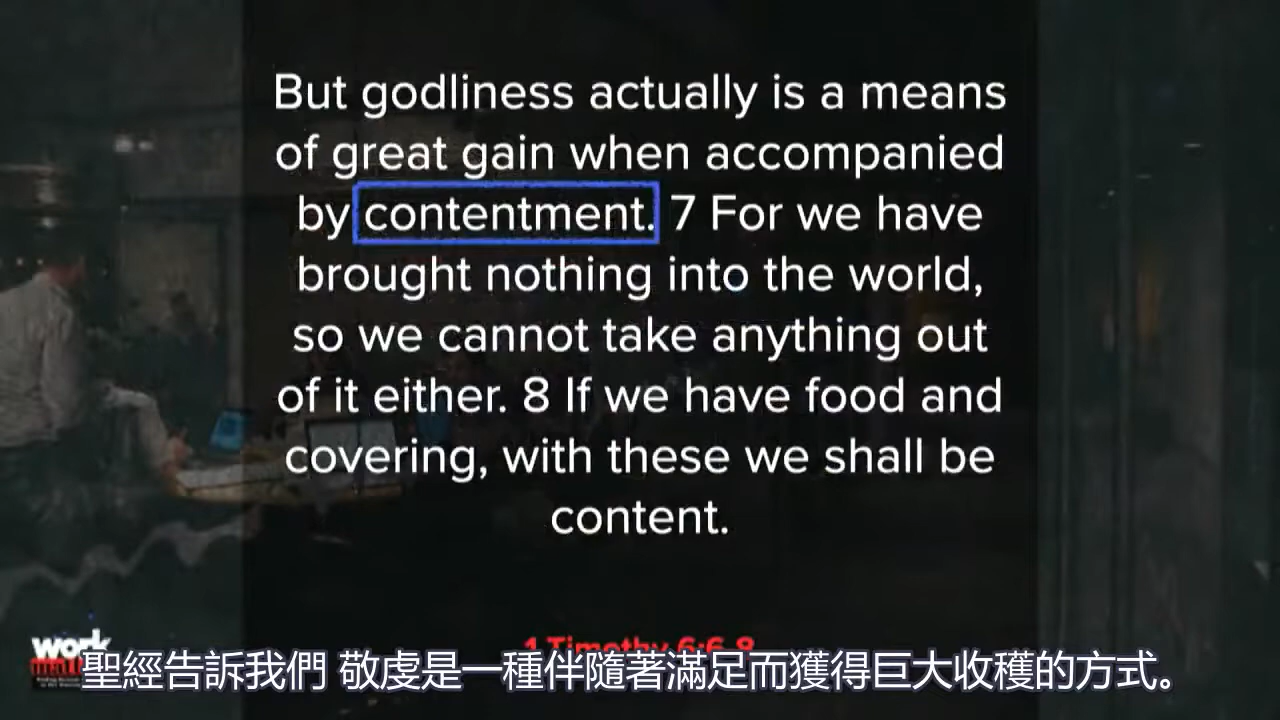 But godliness actually is a means
of great gain when accompanied
by contentment. 7 For we have
brought nothing into the world,
so we cannot take anything out
of it either. 8 If we have food and
covering, with these we shall be
content.
1 Timothy 6:6-8
work
聖經告訴我們 敬虔是一種伴隨著滿足而獲得巨大收穫的方式。